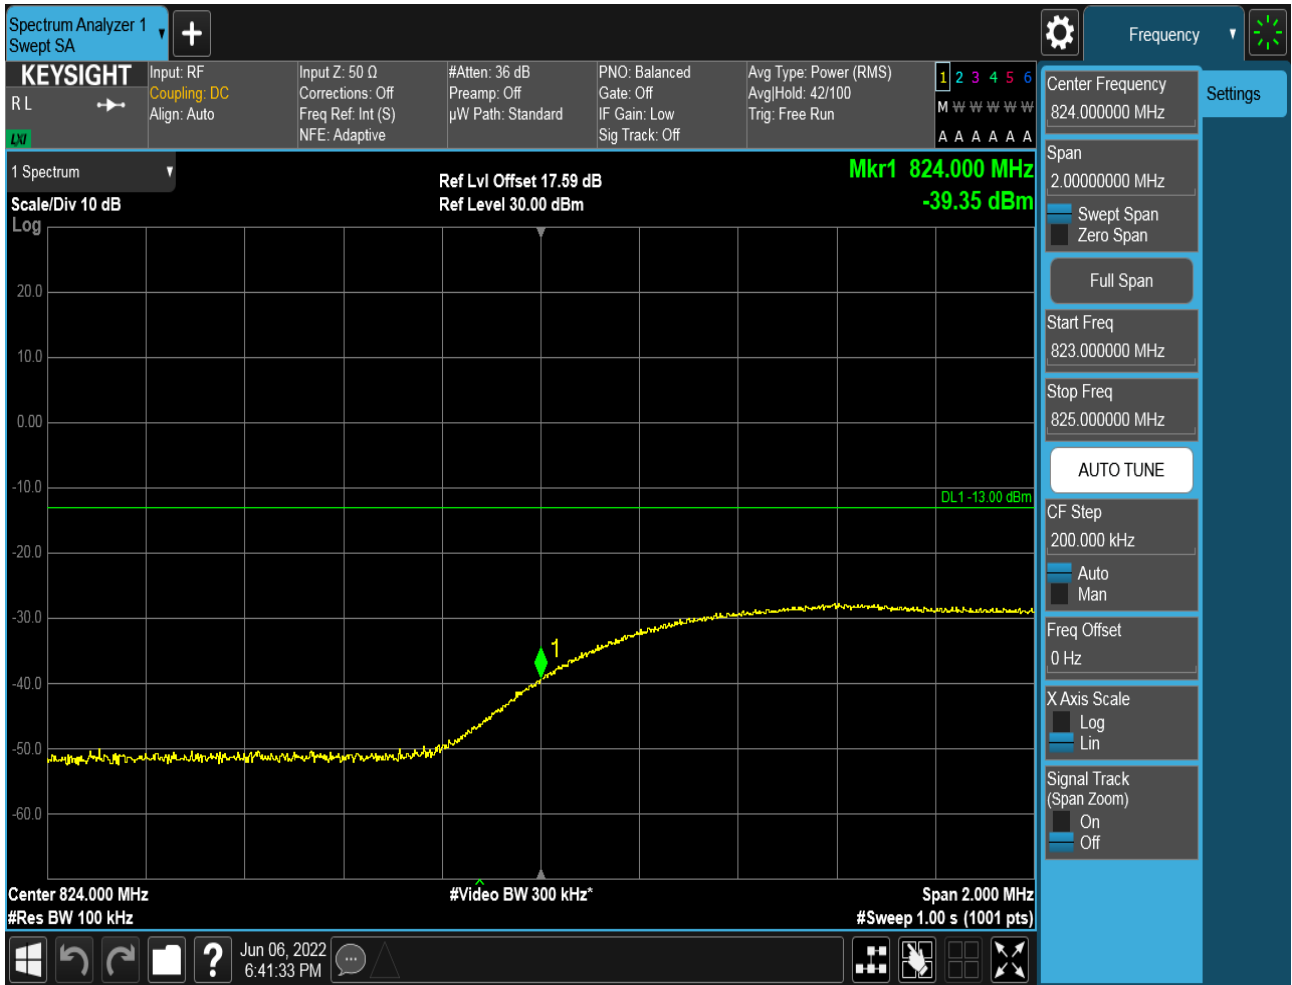 Spectrum Analyzer 1
Swept SA
+
Frequency
KEYSIGHT
R L
LXI
Input: RF
Coupling: DC
Align: Auto
Input Z: 50 Ω
Corrections: Off
Freq Ref: Int (S)
NFE: Adaptive
#Atten: 36 dB
Preamp: Off
µW Path: Standard
PNO: Balanced
Gate: Off
IF Gain: Low
Sig Track: Off
Avg Type: Power (RMS)
Avg|Hold: 42/100
Trig: Free Run
1 2 3 4 5 6
M W W W W W
A A A A A A
1 Spectrum
Scale/Div 10 dB
Log
Ref Lvl Offset 17.59 dB
Ref Level 30.00 dBm
Mkr1 824.000 MHz
-39.35 dBm
20.0
10.0
0.00
-10.0
DL1 -13.00 dBm
-20.0
-30.0
1
-40.0
-50.0
-60.0
Center 824.000 MHz
#Video BW 300 kHz*
Span 2.000 MHz
#Res BW 100 kHz
#Sweep 1.00 s (1001 pts)
?
Jun 06, 2022
6:41:33 PM
Center Frequency
824.000000 MHz
Settings
Span
2.00000000 MHz
Swept Span
Zero Span
Full Span
Start Freq
823.000000 MHz
Stop Freq
825.000000 MHz
AUTO TUNE
CF Step
200.000 kHz
Auto
Man
Freq Offset
0 Hz
X Axis Scale
Log
Lin
Signal Track
(Span Zoom)
On
Off